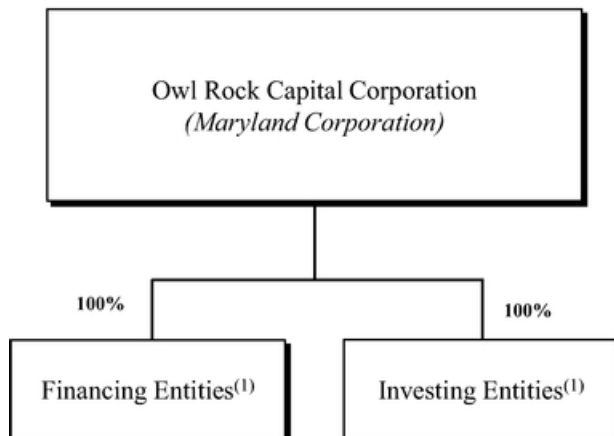 Owl Rock Capital Corporation
(Maryland Corporation)
100%
100%
Financing Entities(1)
Investing Entities(1)